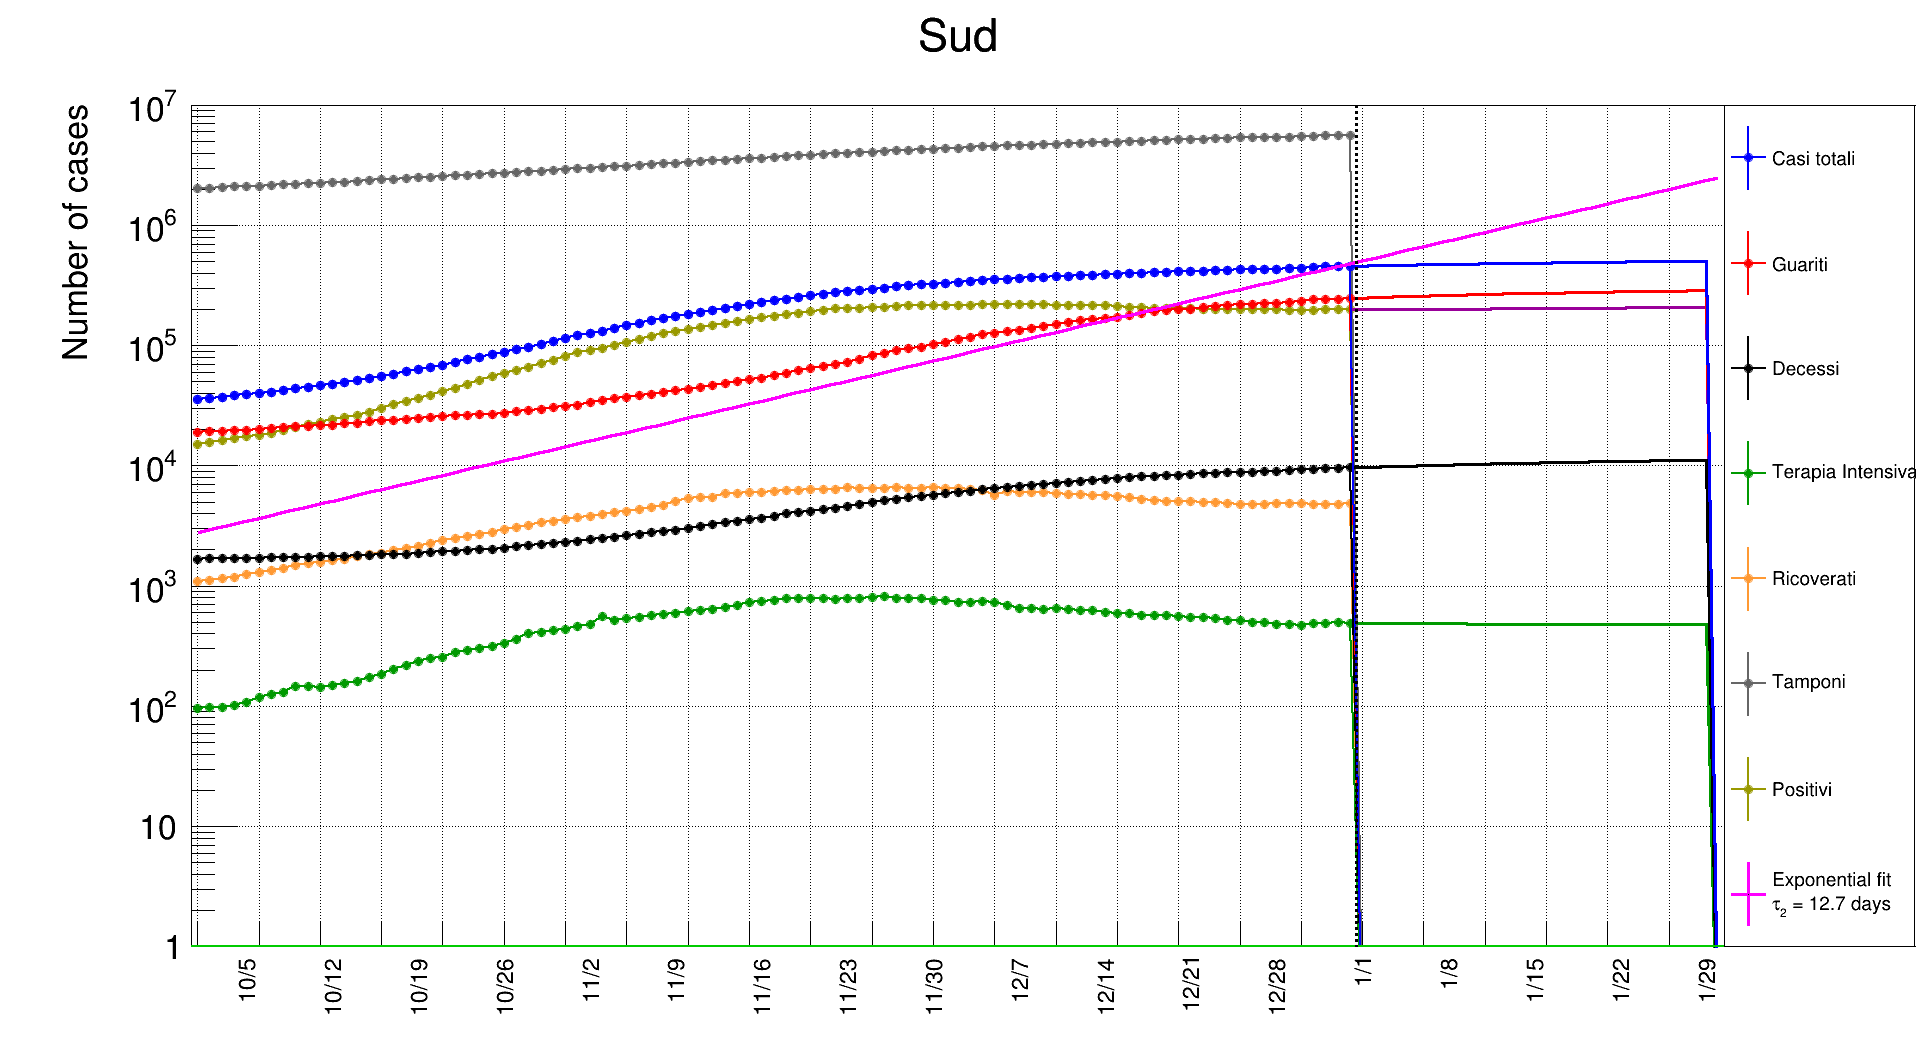 Sud
Number of cases
10^7
10^6
10^5
10^4
10^3
10^2
10
1
10/5
10/12
10/19
10/26
11/2
11/9
11/16
11/23
11/30
12/7
12/14
12/21
12/28
1/1
1/8
1/15
1/22
1/29
Casi totali
Guariti
Decessi
Terapia Intensiva
Ricoverati
Tamponi
Positivi
Exponential fit
τ₂ = 12.7 days